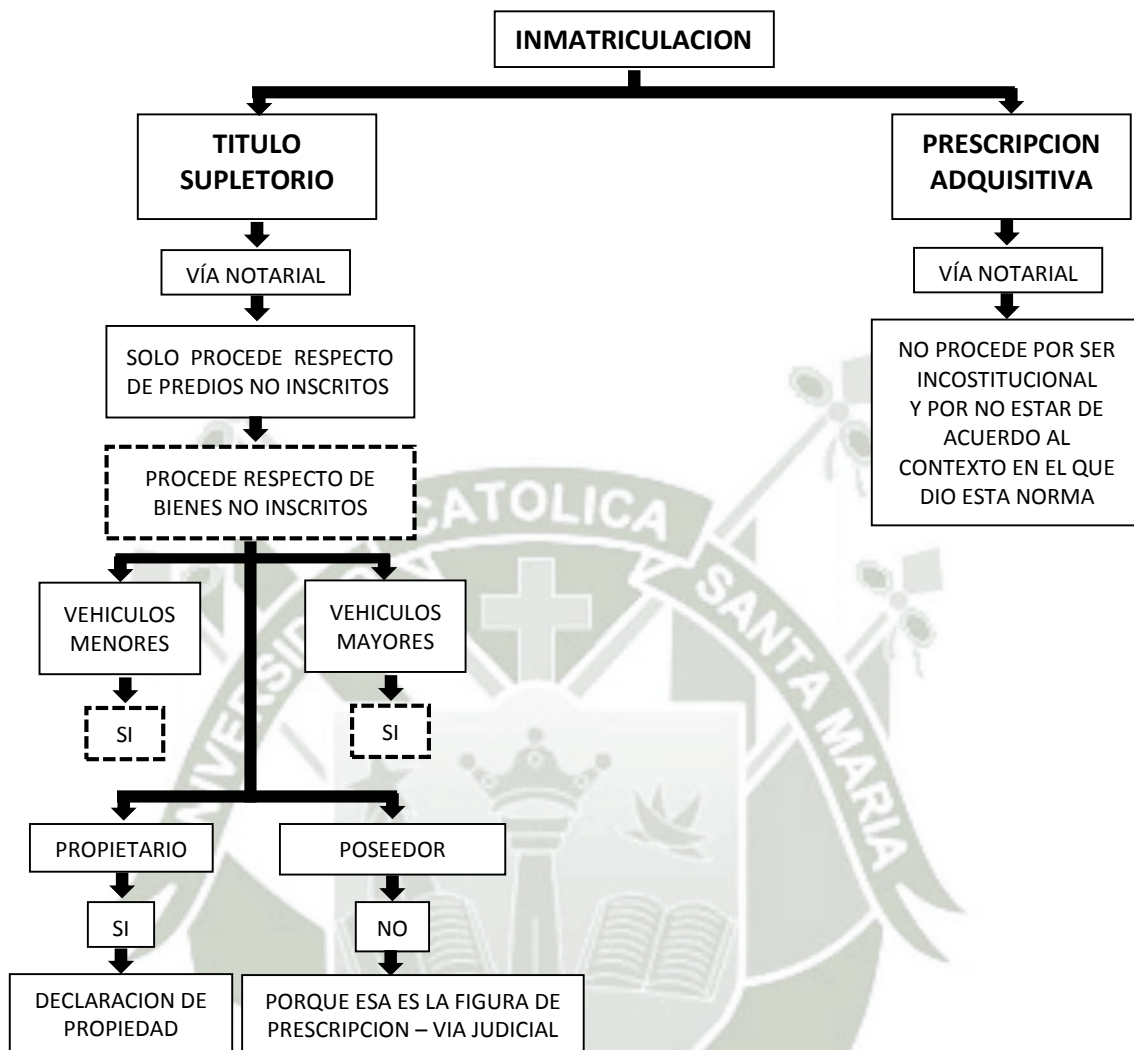 INMATRICULACION
TITULO
SUPLETORIO
PRESCRIPCION
ADQUISITIVA
VÍA NOTARIAL
VÍA NOTARIAL
SOLO PROCEDE RESPECTO
DE PREDIOS NO INSCRITOS
NO PROCEDE POR SER
INCOSTITUCIONAL
Y POR NO ESTAR DE
ACUERDO AL
CONTEXTO EN EL QUE
DIO ESTA NORMA
PROCEDE RESPECTO DE
BIENES NO INSCRITOS
VEHICULOS
MENORES
VEHICULOS
MAYORES
SI
SI
PROPIETARIO
POSEEDOR
SI
NO
DECLARACION DE
PROPIEDAD
PORQUE ESA ES LA FIGURA DE
PRESCRIPCION – VIA JUDICIAL
CATOLICA
SANTA MARIA